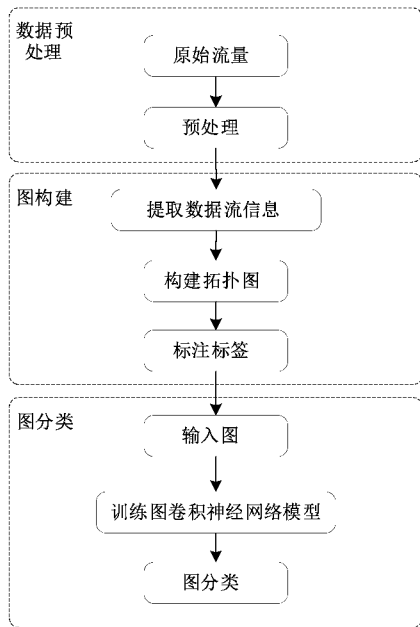 数据预
处理
原始流量
预处理
图构建
提取数据流信息
构建拓扑图
标注标签
图分类
输入图
训练图卷积神经网络模型
图分类